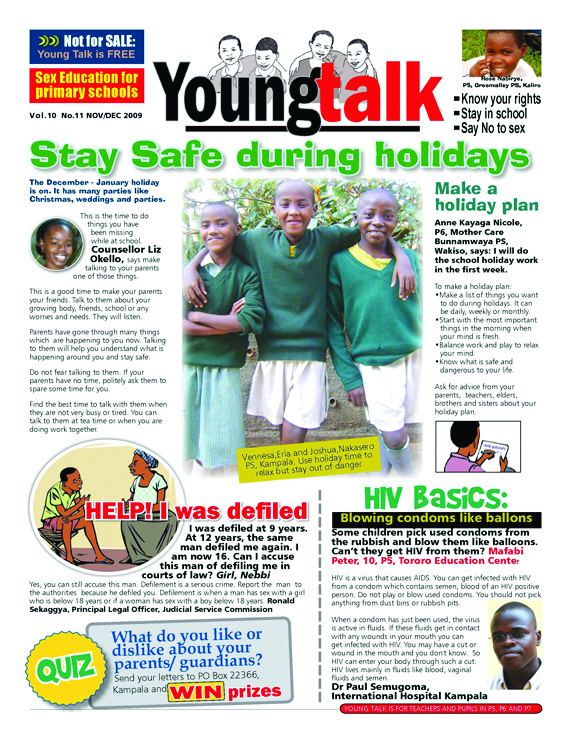 Not for SALE:
Young Talk is FREE
Sex Education for
primary schools
Vol.10 No.11 NOV/DEC 2009
Youngtalk
Rose Nabirye,
P5, Greenvalley PS, Kaliro
Know your rights
Stay in school
Say No to sex
Stay Safe during holidays
The December - January holiday
is on. It has many parties like
Christmas, weddings and parties.
This is the time to do
things you have
been missing
while at school.
Counsellor Liz
Okello, says make
talking to your parents
one of those things.
This is a good time to make your parents
your friends. Talk to them about your
growing body, friends, school or any
worries and needs. They will listen.
Parents have gone through many things
which are happening to you now. Talking
to them will help you understand what is
happening around you and stay safe.
Do not fear talking to them. If your
parents have no time, politely ask them to
spare some time for you.
Find the best time to talk with them when
they are not very busy or tired. You can
talk to them at tea time or when you are
doing work together.
Vennesa,Eria and Joshua,Nakasero
PS, Kampala. Use holiday time to
relax but stay out of danger.
Make a
holiday plan
Anne Kayaga Nicole,
P6, Mother Care
Bunnamwaya PS,
Wakiso, says: I will do
the school holiday work
in the first week.
To make a holiday plan:
•Make a list of things you want
to do during holidays. It can
be daily, weekly or monthly.
•Start with the most important
things in the morning when
your mind is fresh.
•Balance work and play to relax
your mind.
•Know what is safe and
dangerous to your life.
Ask for advice from your
parents, teachers, elders,
brothers and sisters about your
holiday plan.
HELP! I was defiled
I was defiled at 9 years.
At 12 years, the same
man defiled me again. I
am now 16. Can I accuse
this man of defiling me in
courts of law? Girl, Nebbi
Yes, you can still accuse this man. Defilement is a serious crime. Report the man to
the authorities because he defiled you. Defilement is when a man has sex with a girl
who is below 18 years or if a woman has sex with a boy below 18 years. Ronald
Sekaggya, Principal Legal Officer, Judicial Service Commission
QUIZ
What do you like or
dislike about your
parents/ guardians?
Send your letters to PO Box 22366,
Kampala and WIN prizes
HIV Basics:
Blowing condoms like ballons
Some children pick used condoms from
the rubbish and blow them like balloons.
Can't they get HIV from them? Mafabi
Peter, 10, P5, Tororo Education Center
HIV is a virus that causes AIDS. You can get infected with HIV
from a condom which contains semen, blood of an HIV positive
person. Do not play or blow used condoms. You should not pick
anything from dust bins or rubbish pits.
When a condom has just been used, the virus
is active in fluids. If these fluids get in contact
with any wounds in your mouth you can
get infected with HIV. You may have a cut or
wound in the mouth and you don't know. So
HIV can enter your body through such a cut.
HIV lives mainly in fluids like blood, vaginal
fluids and semen.
Dr Paul Semugoma,
International Hospital Kampala
YOUNG TALK IS FOR TEACHERS AND PUPILS IN P5, P6 AND P7